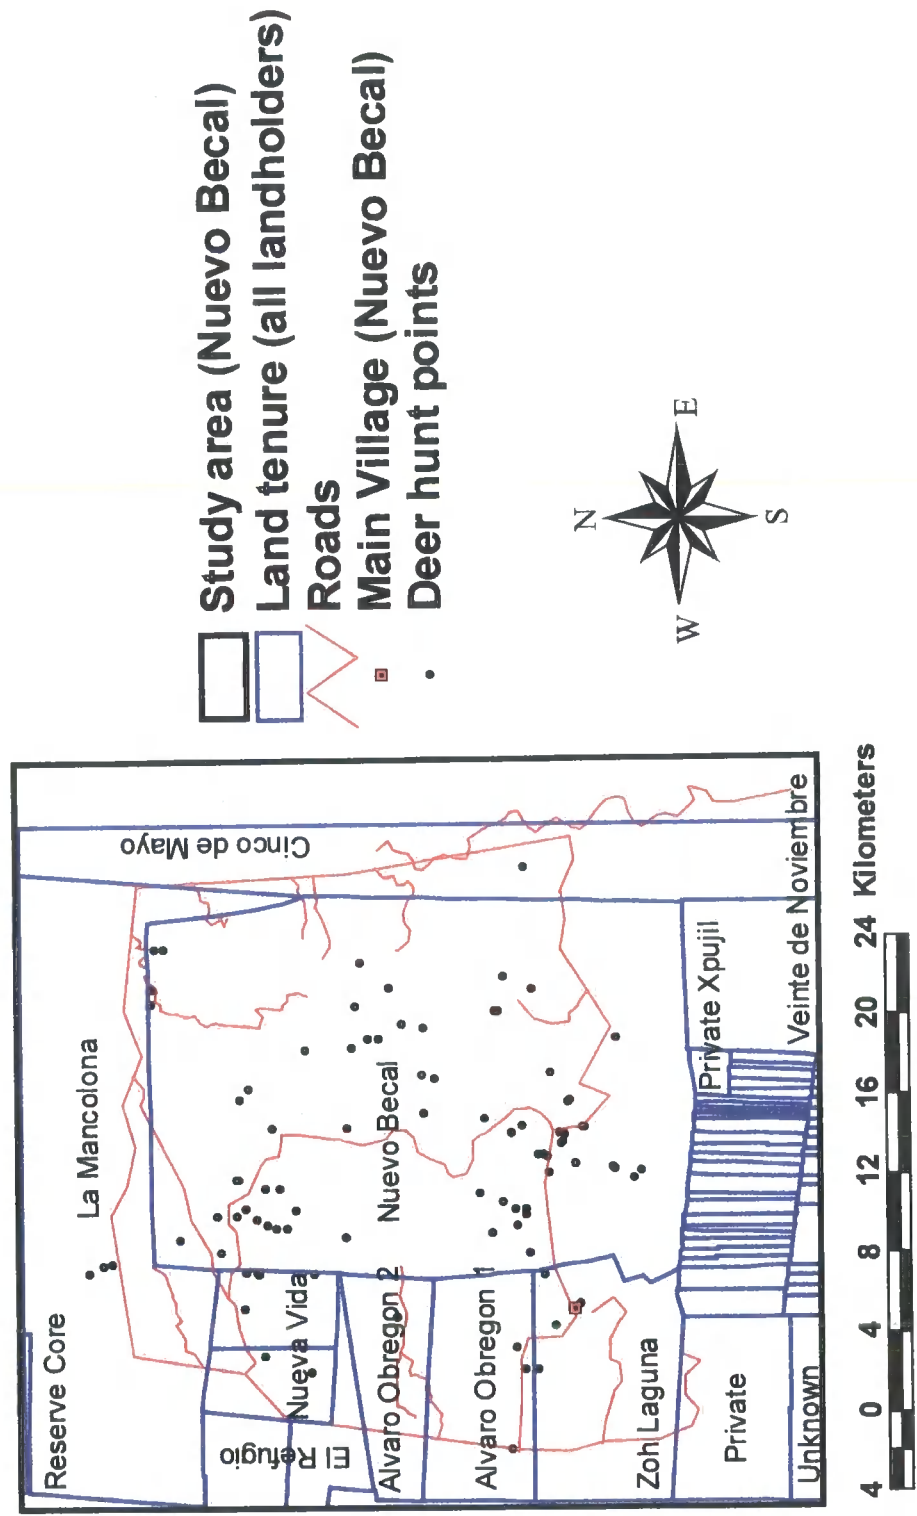 Reserve Core
La Mancolona
Cinco de Mayo
El Refugio
Nueva Vida
Alvaro Obregon 2
Nuevo Becal
Alvaro Obregon 1
Zoh Laguna
Private
Private Xpujil
Unknown
Veinte de Noviembre
4 0 4 8 12 16 20 24 Kilometers
Study area (Nuevo Becal)
Land tenure (all landholders)
Roads
Main Village (Nuevo Becal)
Deer hunt points
N
W
E
S